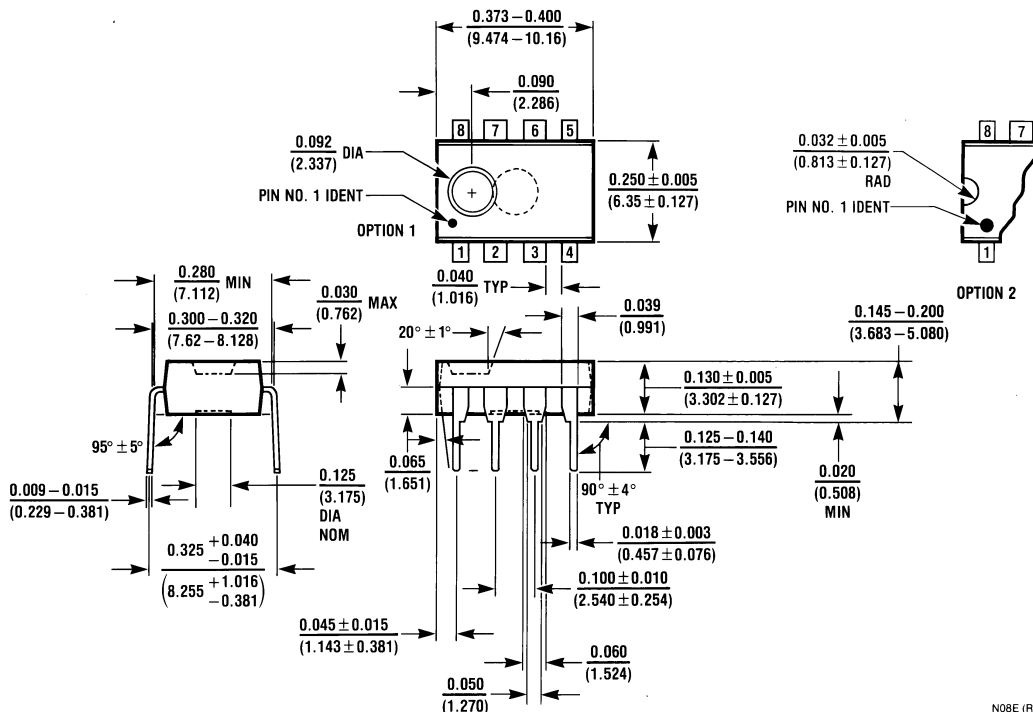 0.373 – 0.400
(9.474 – 10.16)
0.090
(2.286)
8 7 6 5
0.092
(2.337) DIA
PIN NO. 1 IDENT
OPTION 1
1 2 3 4
0.250 ± 0.005
(6.35 ± 0.127)
0.032 ± 0.005
(0.813 ± 0.127)
RAD
PIN NO. 1 IDENT
8 7
1
OPTION 2
0.280 MIN
(7.112)
0.300 – 0.320
(7.62 – 8.128)
0.030 MAX
(0.762)
0.040 TYP
(1.016)
20° ± 1°
0.039
(0.991)
0.145 – 0.200
(3.683 – 5.080)
0.130 ± 0.005
(3.302 ± 0.127)
0.125 – 0.140
(3.175 – 3.556)
0.020
(0.508)
MIN
95° ± 5°
0.009 – 0.015
(0.229 – 0.381)
0.125
(3.175)
DIA
NOM
0.065
(1.651)
90° ± 4°
TYP
0.018 ± 0.003
(0.457 ± 0.076)
0.325 +0.040
–0.015
(8.255 +1.016
–0.381)
0.100 ± 0.010
(2.540 ± 0.254)
0.045 ± 0.015
(1.143 ± 0.381)
0.060
(1.524)
0.050
(1.270)
N08E (R